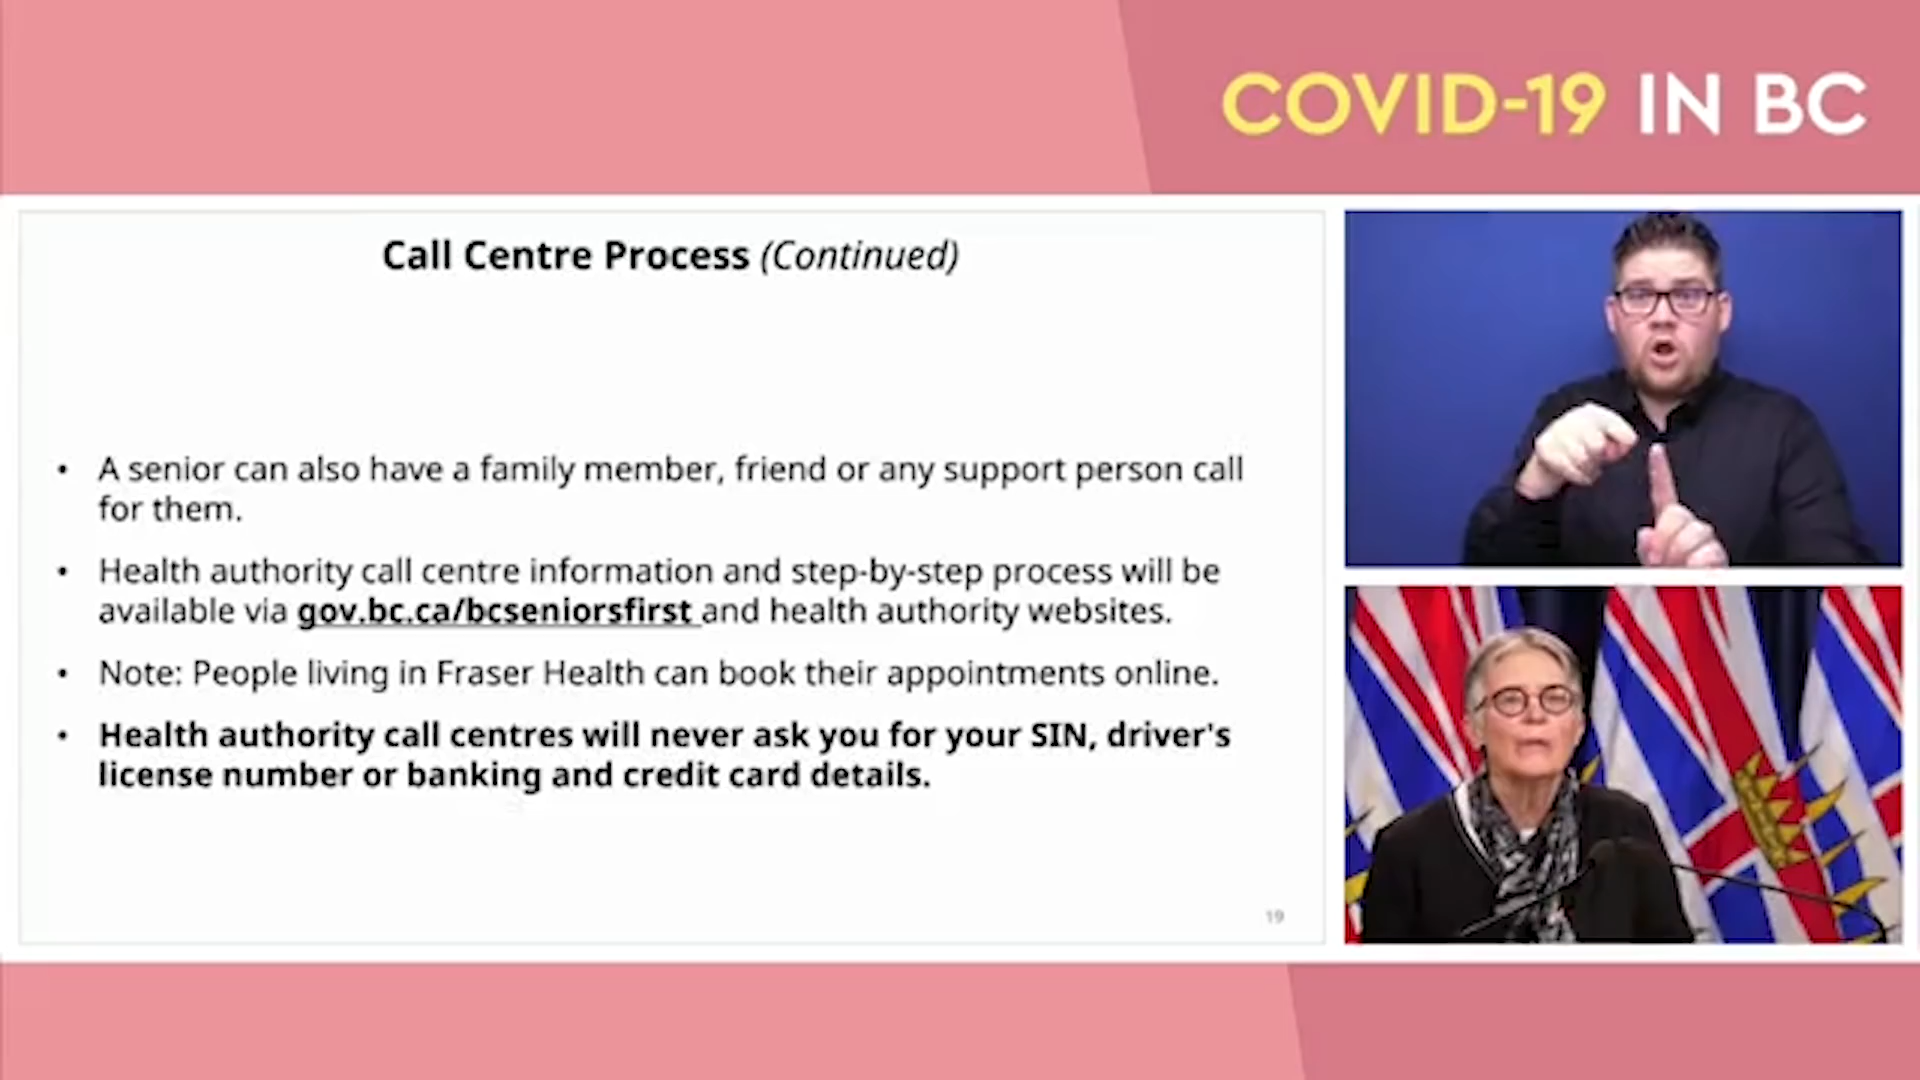 COVID-19 IN BC
Call Centre Process (Continued)
• A senior can also have a family member, friend or any support person call
for them.
• Health authority call centre information and step-by-step process will be
available via gov.bc.ca/bcseniorsfirst and health authority websites.
• Note: People living in Fraser Health can book their appointments online.
• Health authority call centres will never ask you for your SIN, driver's
license number or banking and credit card details.
19